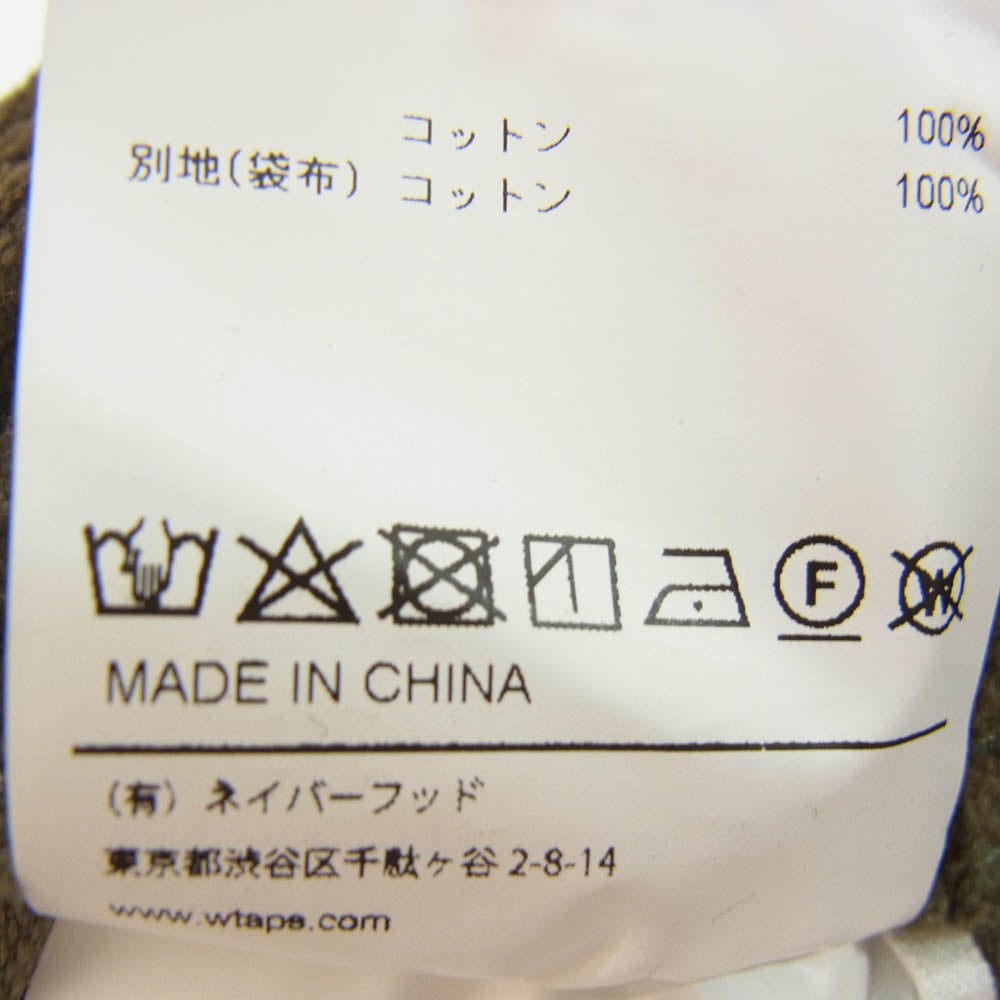 コットン 100%
別地(袋布) コットン 100%
F W
MADE IN CHINA
(有) ネイバーフッド
東京都渋谷区千駄ヶ谷 2-8-14
www.wtaps.com